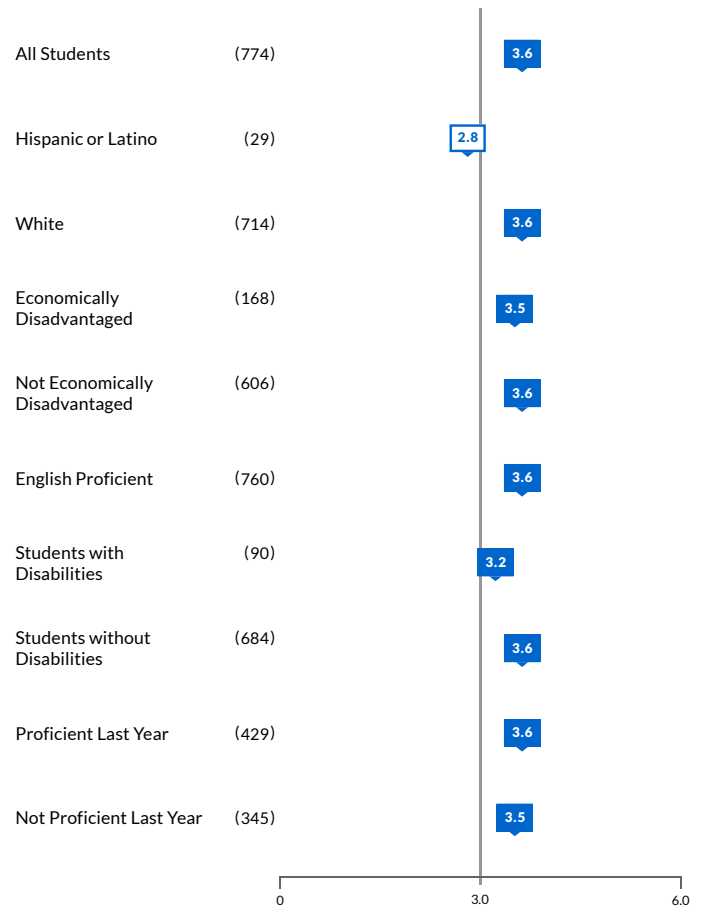 All Students (774) 3.6
Hispanic or Latino (29) 2.8
White (714) 3.6
Economically (168)
Disadvantaged 3.5
Not Economically (606)
Disadvantaged 3.6
English Proficient (760) 3.6
Students with (90)
Disabilities 3.2
Students without (684)
Disabilities 3.6
Proficient Last Year (429) 3.6
Not Proficient Last Year (345) 3.5
0 3.0 6.0